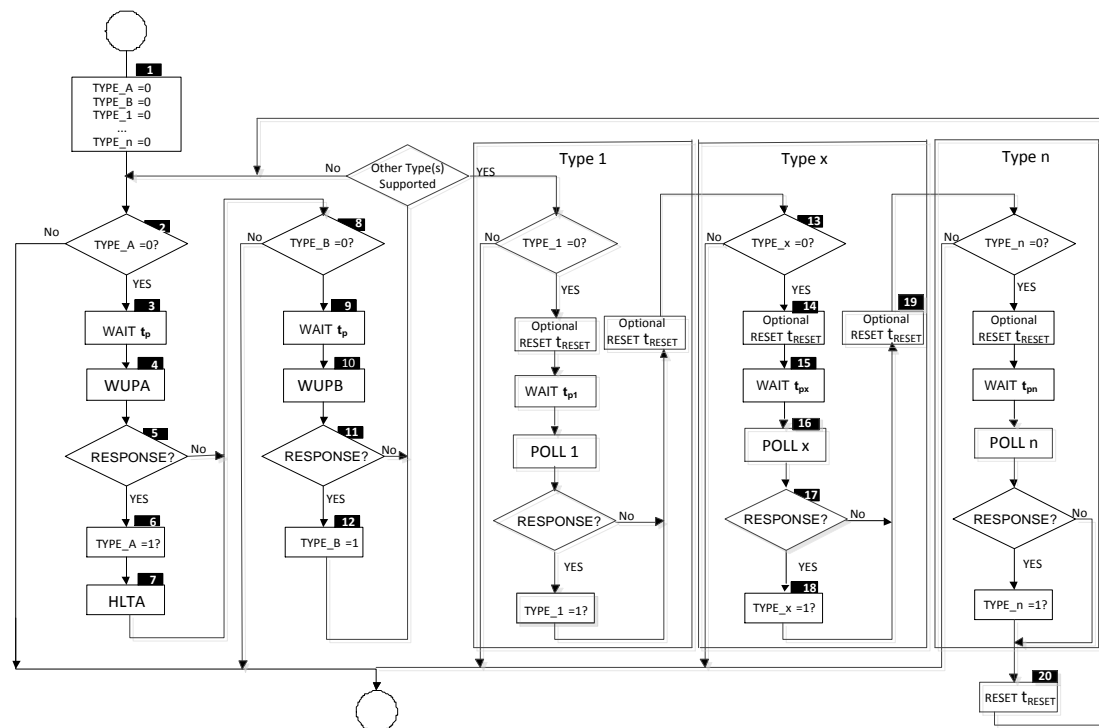 1
TYPE_A =0
TYPE_B =0
TYPE_1 =0
...
TYPE_n =0
No
Other Type(s)
Supported
YES
2
No
TYPE_A =0?
YES
3
WAIT tp
4
WUPA
5
RESPONSE?
No
YES
6
TYPE_A =1?
7
HLTA
8
No
TYPE_B =0?
YES
9
WAIT tp
10
WUPB
11
RESPONSE?
No
YES
12
TYPE_B =1
Type 1
No
TYPE_1 =0?
YES
Optional
RESET tRESET
WAIT tp1
POLL 1
RESPONSE?
No
YES
TYPE_1 =1?
Optional
RESET tRESET
Type x
13
No
TYPE_x =0?
YES
14
Optional
RESET tRESET
15
WAIT tpx
16
POLL x
17
RESPONSE?
No
YES
18
TYPE_x =1?
19
Optional
RESET tRESET
Type n
No
TYPE_n =0?
YES
Optional
RESET tRESET
WAIT tpn
POLL n
RESPONSE?
No
YES
TYPE_n =1?
20
RESET tRESET